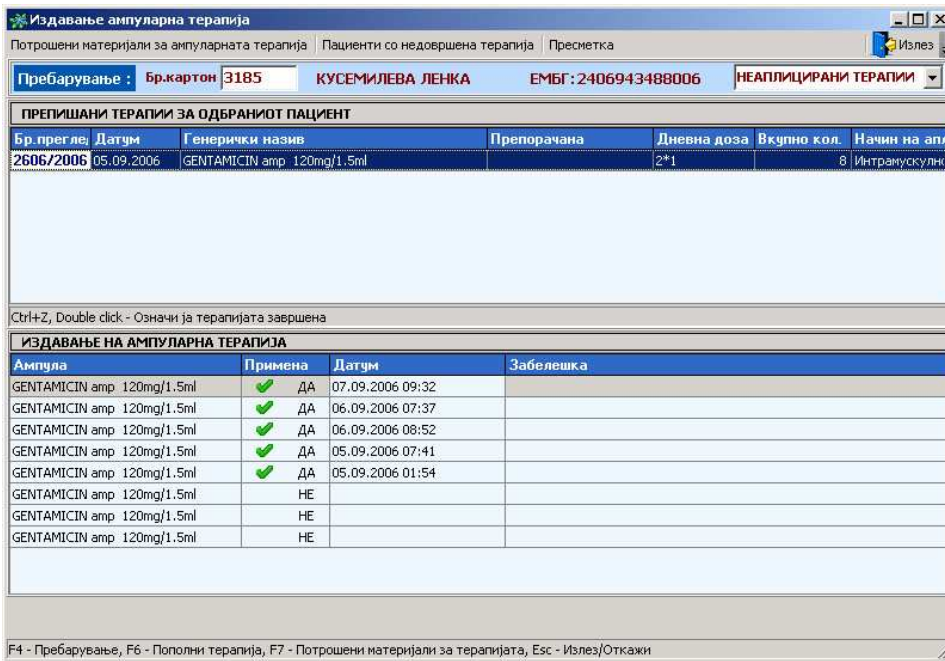 Издавање ампуларна терапија
Потрошени материјали за ампуларната терапија Пациенти со недовршена терапија Пресметка Излез
Пребарување : Бр.картон 3185 КУСЕМИЛЕВА ЛЕНКА ЕМБГ:2406943488006 НЕАПЛИЦИРАНИ ТЕРАПИИ
ПРЕПИШАНИ ТЕРАПИИ ЗА ОДБРАНИОТ ПАЦИЕНТ
Бр.преглед Датум Генерички назив Препорачана Дневна доза Вкупно кол. Начин на апл
2606/2006 05.09.2006 GENTAMICIN amp 120mg/1.5ml 2*1 8 Интрамускулно
Ctrl+Z, Double click - Означи ја терапијата завршена
ИЗДАВАЊЕ НА АМПУЛАРНА ТЕРАПИЈА
Ампула Примена Датум Забелешка
GENTAMICIN amp 120mg/1.5ml ДА 07.09.2006 09:32
GENTAMICIN amp 120mg/1.5ml ДА 06.09.2006 07:37
GENTAMICIN amp 120mg/1.5ml ДА 06.09.2006 08:52
GENTAMICIN amp 120mg/1.5ml ДА 05.09.2006 07:41
GENTAMICIN amp 120mg/1.5ml ДА 05.09.2006 01:54
GENTAMICIN amp 120mg/1.5ml НЕ
GENTAMICIN amp 120mg/1.5ml НЕ
GENTAMICIN amp 120mg/1.5ml НЕ
F4 - Пребарување, F6 - Пополни терапија, F7 - Потрошени материјали за терапијата, Esc - Излез/Откажи